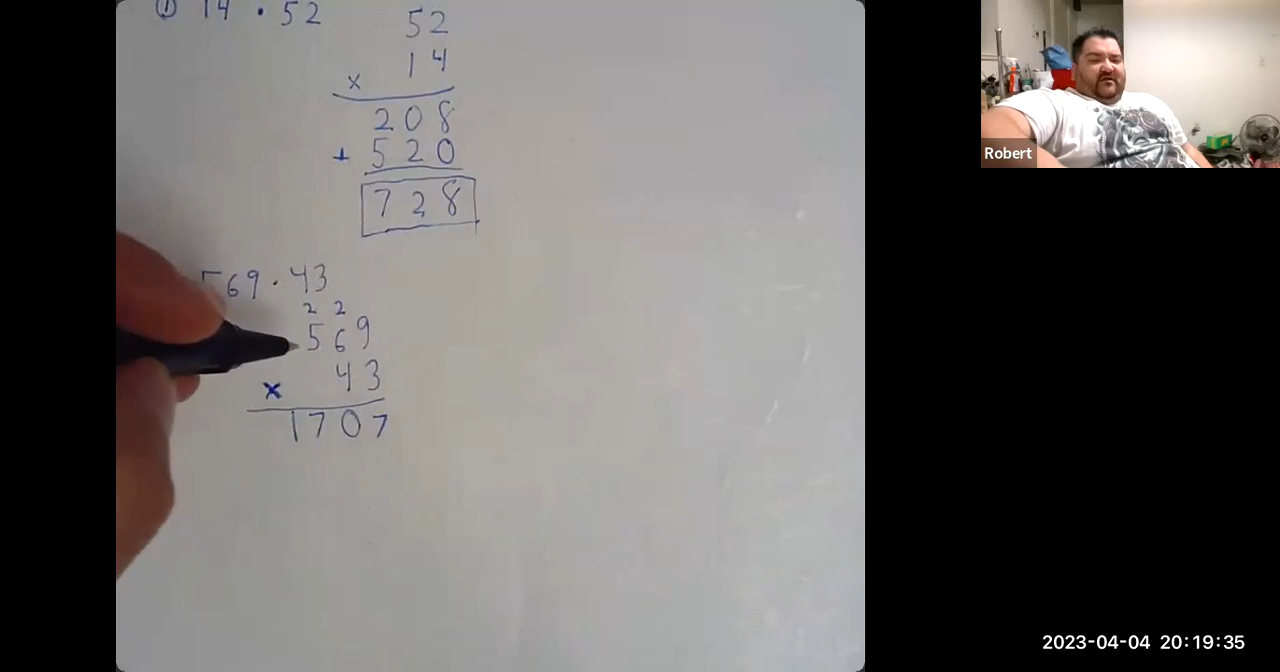 ① 14 · 52
52
x 14
208
+ 520
728
569 · 43
2 2
569
x 43
1707
Robert
2023-04-04 20:19:35